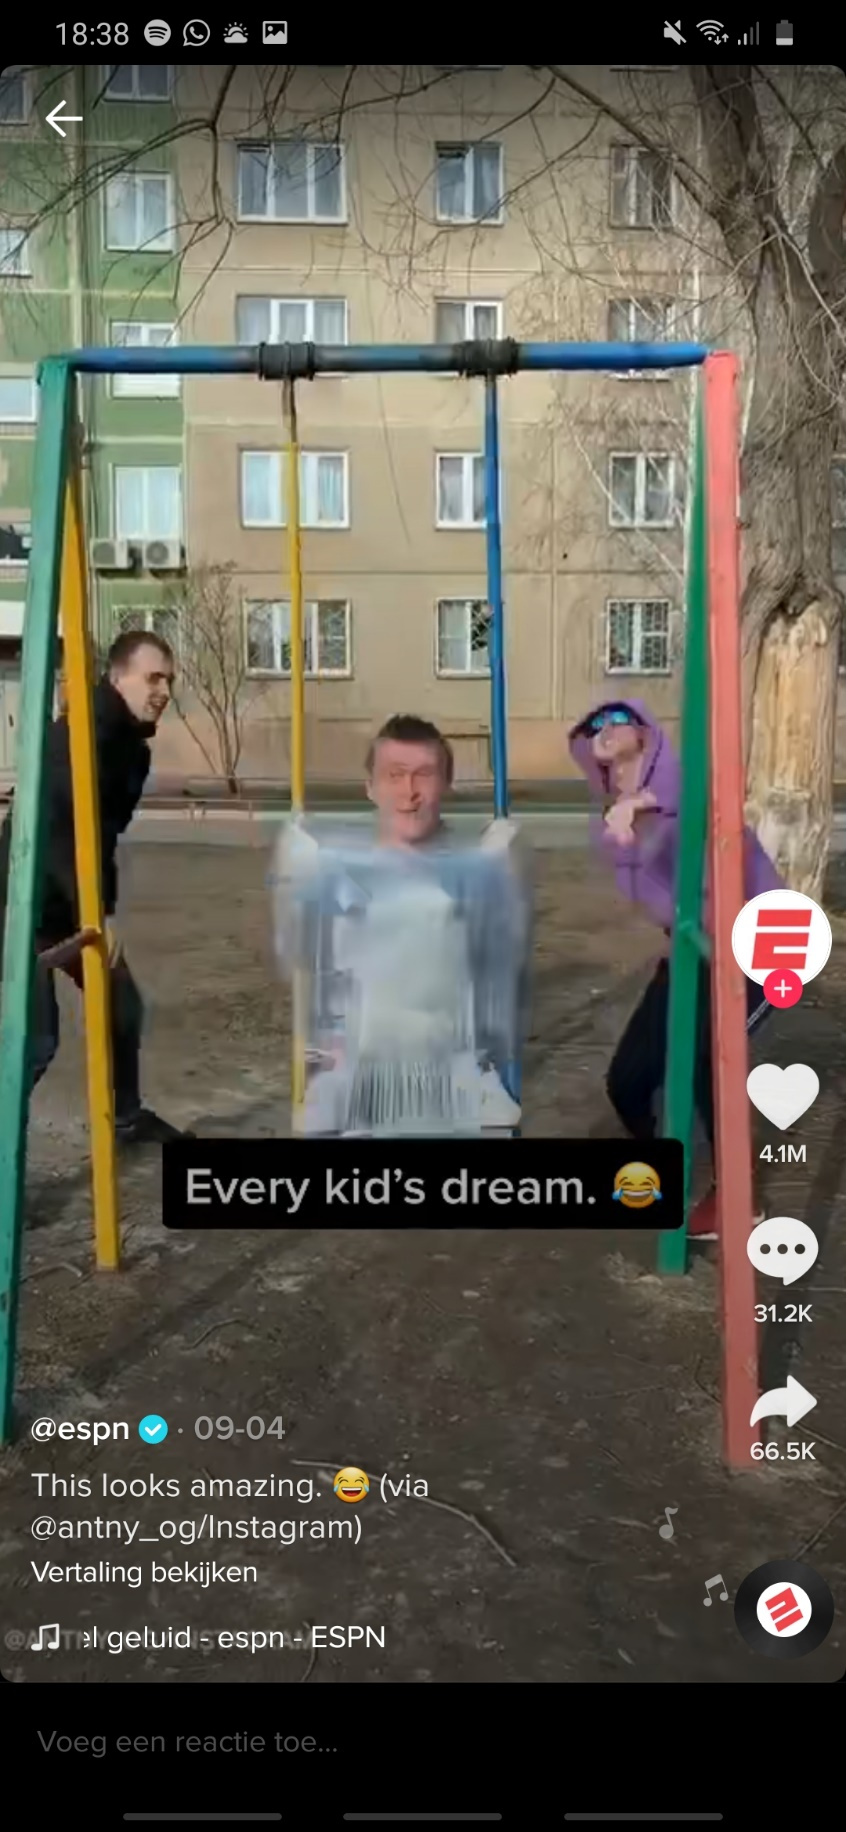 18:38
Every kid's dream. 😂
4.1M
31.2K
66.5K
@espn · 09-04
This looks amazing. 😂 (via
@antny_og/Instagram)
Vertaling bekijken
el geluid - espn - ESPN
Voeg een reactie toe...